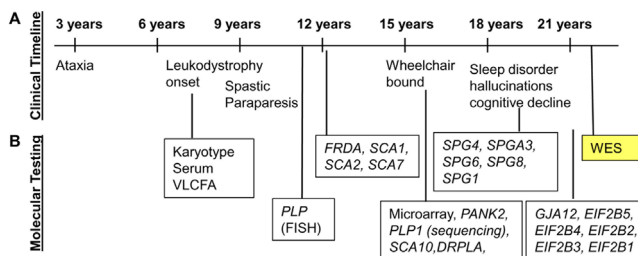 A
3 years 6 years 9 years 12 years 15 years 18 years 21 years
Clinical Timeline
Ataxia
Leukodystrophy
onset
Spastic
Paraparesis
Wheelchair
bound
Sleep disorder
hallucinations
cognitive decline
B
Molecular Testing
Karyotype
Serum
VLCFA
PLP
(FISH)
FRDA, SCA1,
SCA2, SCA7
Microarray, PANK2,
PLP1 (sequencing),
SCA10,DRPLA,
SPG4, SPGA3,
SPG6, SPG8,
SPG1
GJA12, EIF2B5,
EIF2B4, EIF2B2,
EIF2B3, EIF2B1
WES